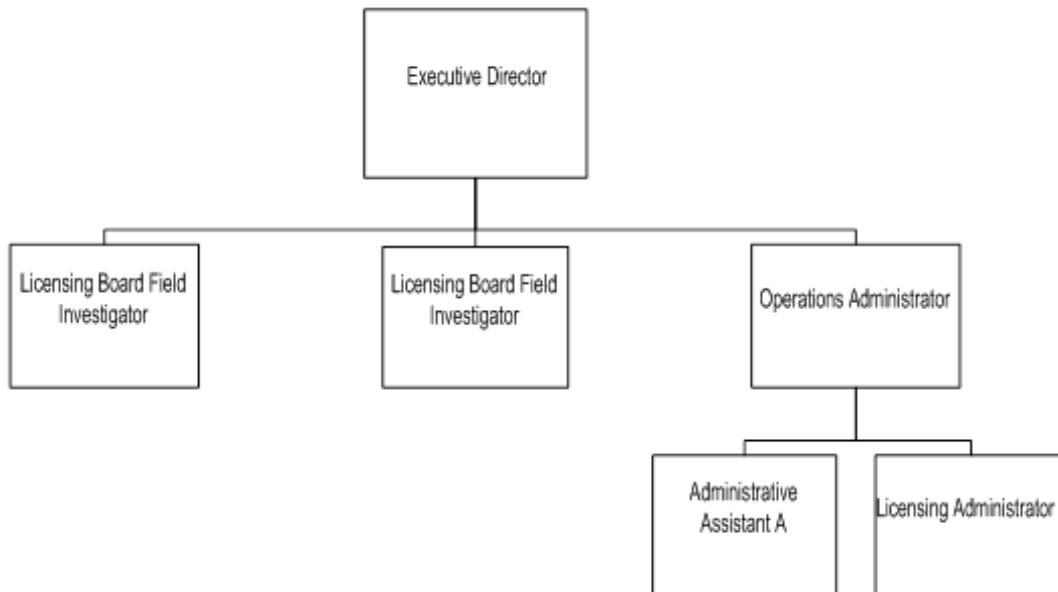 Executive Director
Licensing Board Field
Investigator
Licensing Board Field
Investigator
Operations Administrator
Administrative
Assistant A
Licensing Administrator